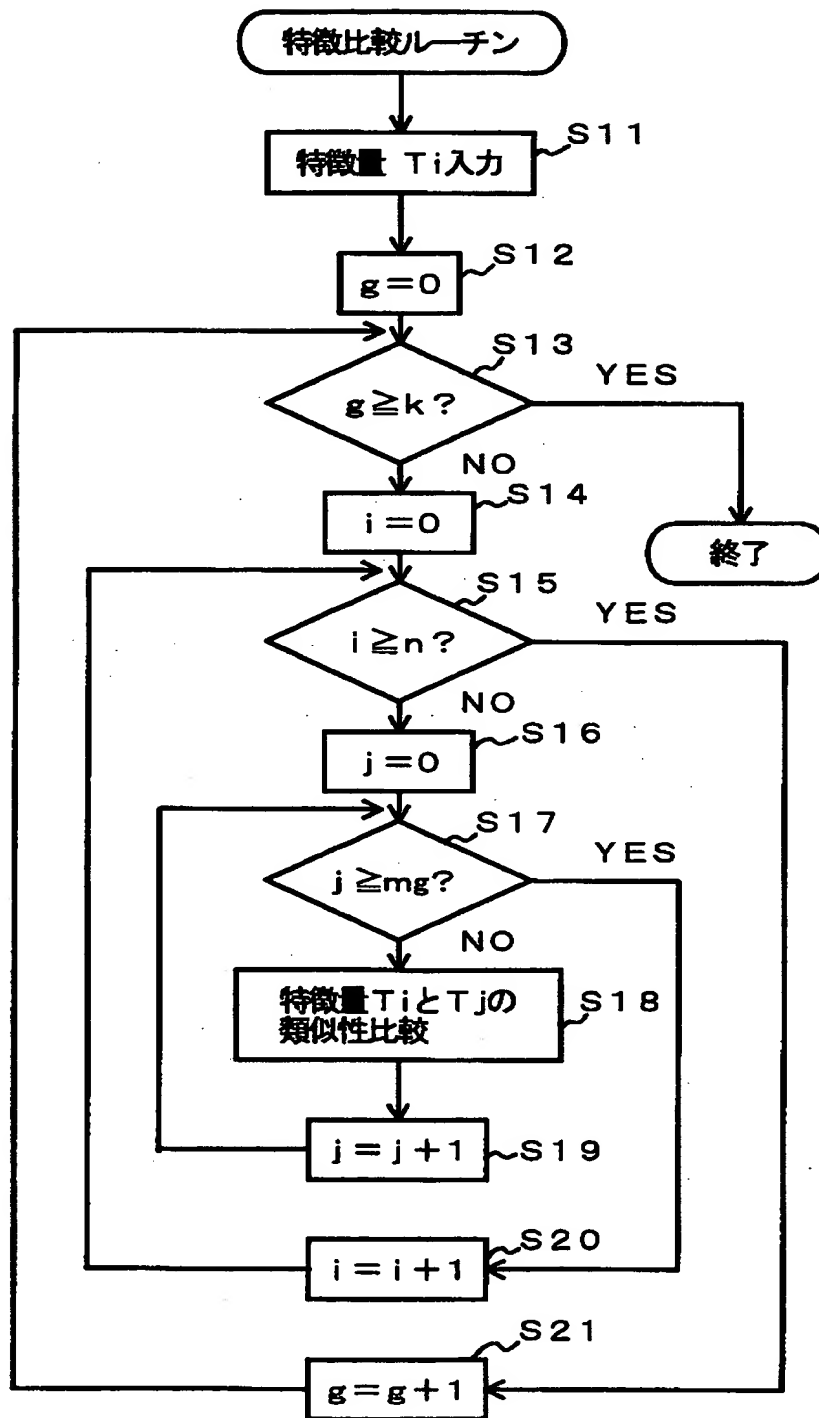 特徴比較ルーチン
S11
特徴量 Ti入力
S12
g=0
S13
g≧k?
YES
NO
S14
i=0
終了
S15
i≧n?
YES
NO
S16
j=0
S17
j≧mg?
YES
NO
特徴量TiとTjの
類似性比較
S18
j=j+1
S19
S20
i=i+1
S21
g=g+1